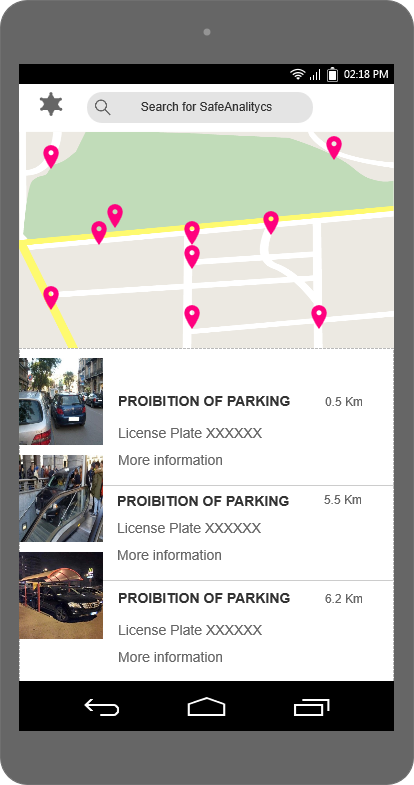 02:18 PM
Search for SafeAnalitycs
PROIBITION OF PARKING 0.5 Km
License Plate XXXXXX
More information
PROIBITION OF PARKING 5.5 Km
License Plate XXXXXX
More information
PROIBITION OF PARKING 6.2 Km
License Plate XXXXXX
More information